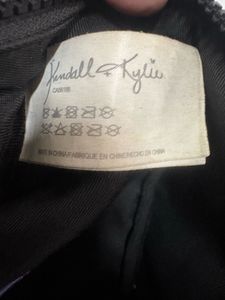 Kendall + Kylie
MADE IN CHINA/FABRIQUE EN CHINE/HECHO EN CHINA